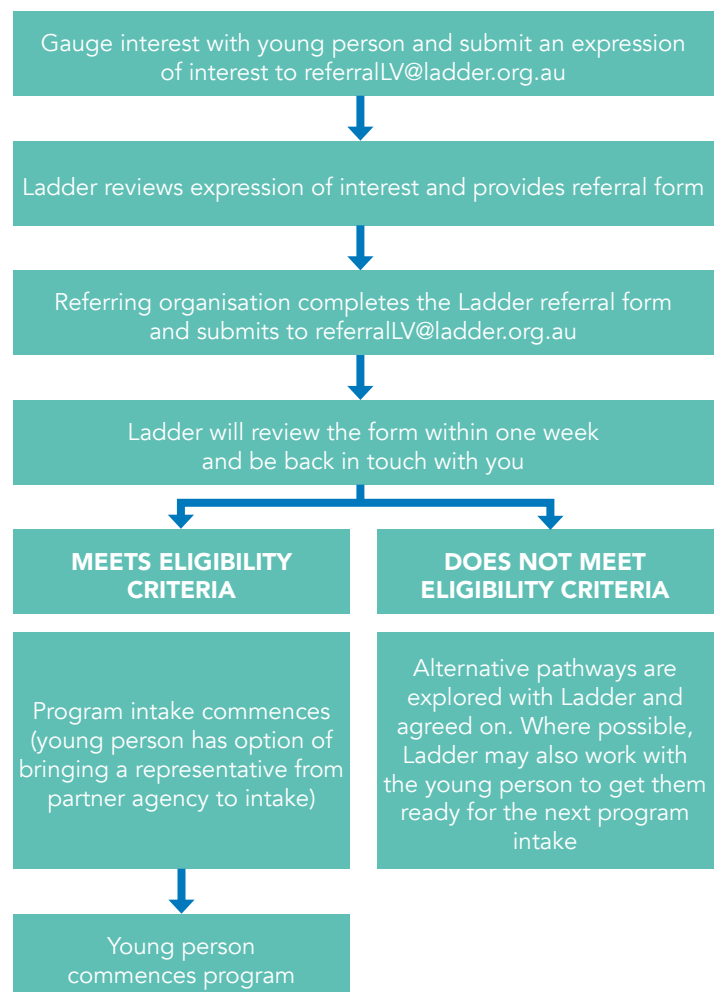 Gauge interest with young person and submit an expression
of interest to referralLV@ladder.org.au
Ladder reviews expression of interest and provides referral form
Referring organisation completes the Ladder referral form
and submits to referralLV@ladder.org.au
Ladder will review the form within one week
and be back in touch with you
MEETS ELIGIBILITY
CRITERIA
DOES NOT MEET
ELIGIBILITY CRITERIA
Program intake commences
(young person has option of
bringing a representative from
partner agency to intake)
Alternative pathways are
explored with Ladder and
agreed on. Where possible,
Ladder may also work with
the young person to get them
ready for the next program
intake
Young person
commences program